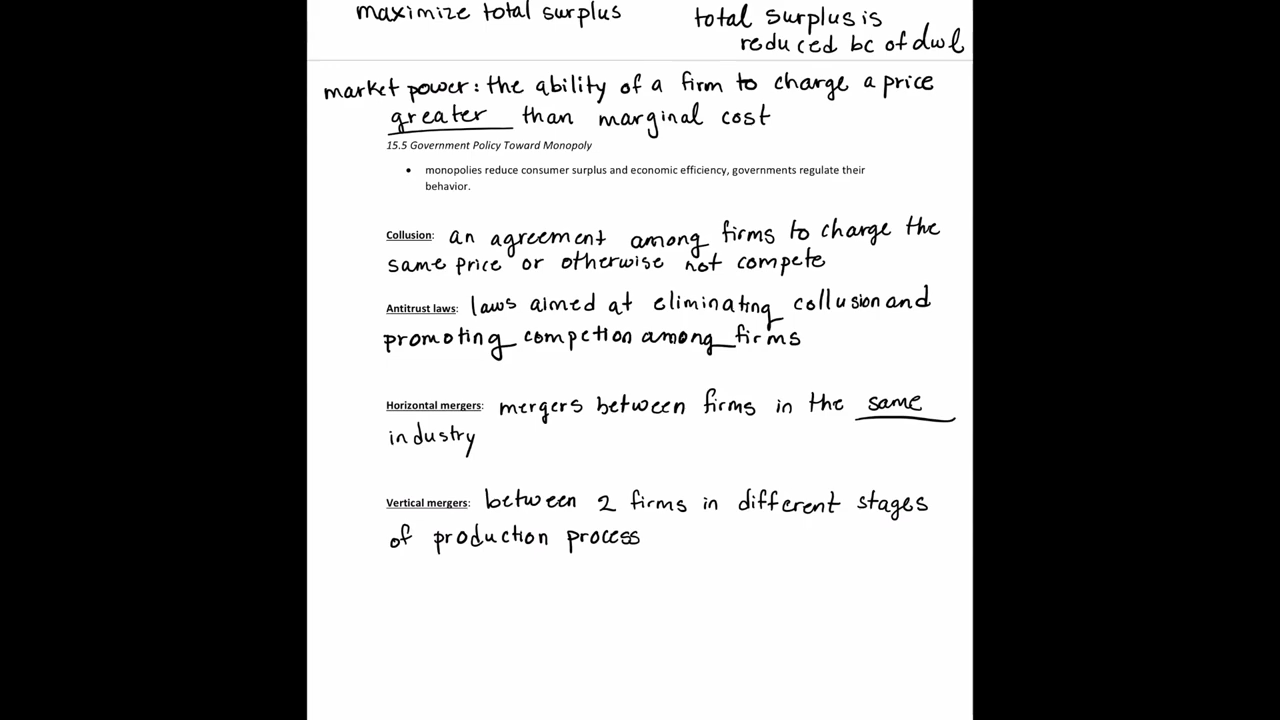 maximize total surplus
total surplus is
reduced bc of dwl
market power: the ability of a firm to charge a price
greater than marginal cost
15.5 Government Policy Toward Monopoly
• monopolies reduce consumer surplus and economic efficiency, governments regulate their
behavior.
Collusion: an agreement among firms to charge the
same price or otherwise not compete
Antitrust laws: laws aimed at eliminating collusion and
promoting competion among firms
Horizontal mergers: mergers between firms in the same
industry
Vertical mergers: between 2 firms in different stages
of production process